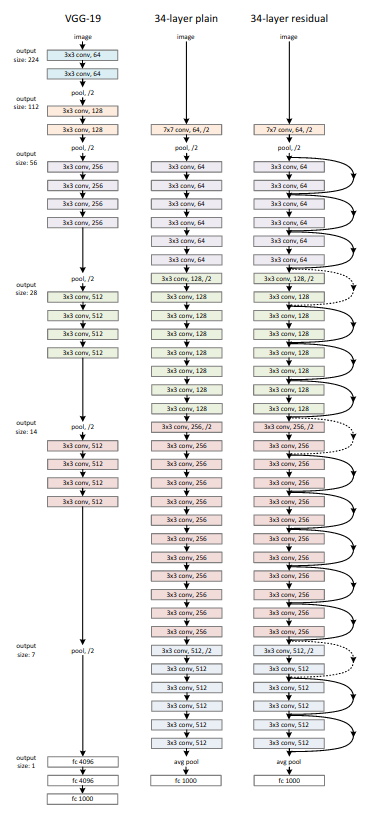 VGG-19
image
output
size: 224
3x3 conv, 64
3x3 conv, 64
output
size: 112
pool, /2
3x3 conv, 128
3x3 conv, 128
pool, /2
output
size: 56
3x3 conv, 256
3x3 conv, 256
3x3 conv, 256
3x3 conv, 256
output
size: 28
pool, /2
3x3 conv, 512
3x3 conv, 512
3x3 conv, 512
3x3 conv, 512
output
size: 14
pool, /2
3x3 conv, 512
3x3 conv, 512
3x3 conv, 512
3x3 conv, 512
output
size: 7
pool, /2
output
size: 1
fc 4096
fc 4096
fc 1000
34-layer plain
image
7x7 conv, 64, /2
pool, /2
3x3 conv, 64
3x3 conv, 64
3x3 conv, 64
3x3 conv, 64
3x3 conv, 64
3x3 conv, 64
3x3 conv, 128, /2
3x3 conv, 128
3x3 conv, 128
3x3 conv, 128
3x3 conv, 128
3x3 conv, 128
3x3 conv, 128
3x3 conv, 128
3x3 conv, 256, /2
3x3 conv, 256
3x3 conv, 256
3x3 conv, 256
3x3 conv, 256
3x3 conv, 256
3x3 conv, 256
3x3 conv, 256
3x3 conv, 256
3x3 conv, 256
3x3 conv, 256
3x3 conv, 256
3x3 conv, 512, /2
3x3 conv, 512
3x3 conv, 512
3x3 conv, 512
3x3 conv, 512
3x3 conv, 512
avg pool
fc 1000
34-layer residual
image
7x7 conv, 64, /2
pool, /2
3x3 conv, 64
3x3 conv, 64
3x3 conv, 64
3x3 conv, 64
3x3 conv, 64
3x3 conv, 64
3x3 conv, 128, /2
3x3 conv, 128
3x3 conv, 128
3x3 conv, 128
3x3 conv, 128
3x3 conv, 128
3x3 conv, 128
3x3 conv, 128
3x3 conv, 256, /2
3x3 conv, 256
3x3 conv, 256
3x3 conv, 256
3x3 conv, 256
3x3 conv, 256
3x3 conv, 256
3x3 conv, 256
3x3 conv, 256
3x3 conv, 256
3x3 conv, 256
3x3 conv, 256
3x3 conv, 512, /2
3x3 conv, 512
3x3 conv, 512
3x3 conv, 512
3x3 conv, 512
3x3 conv, 512
avg pool
fc 1000